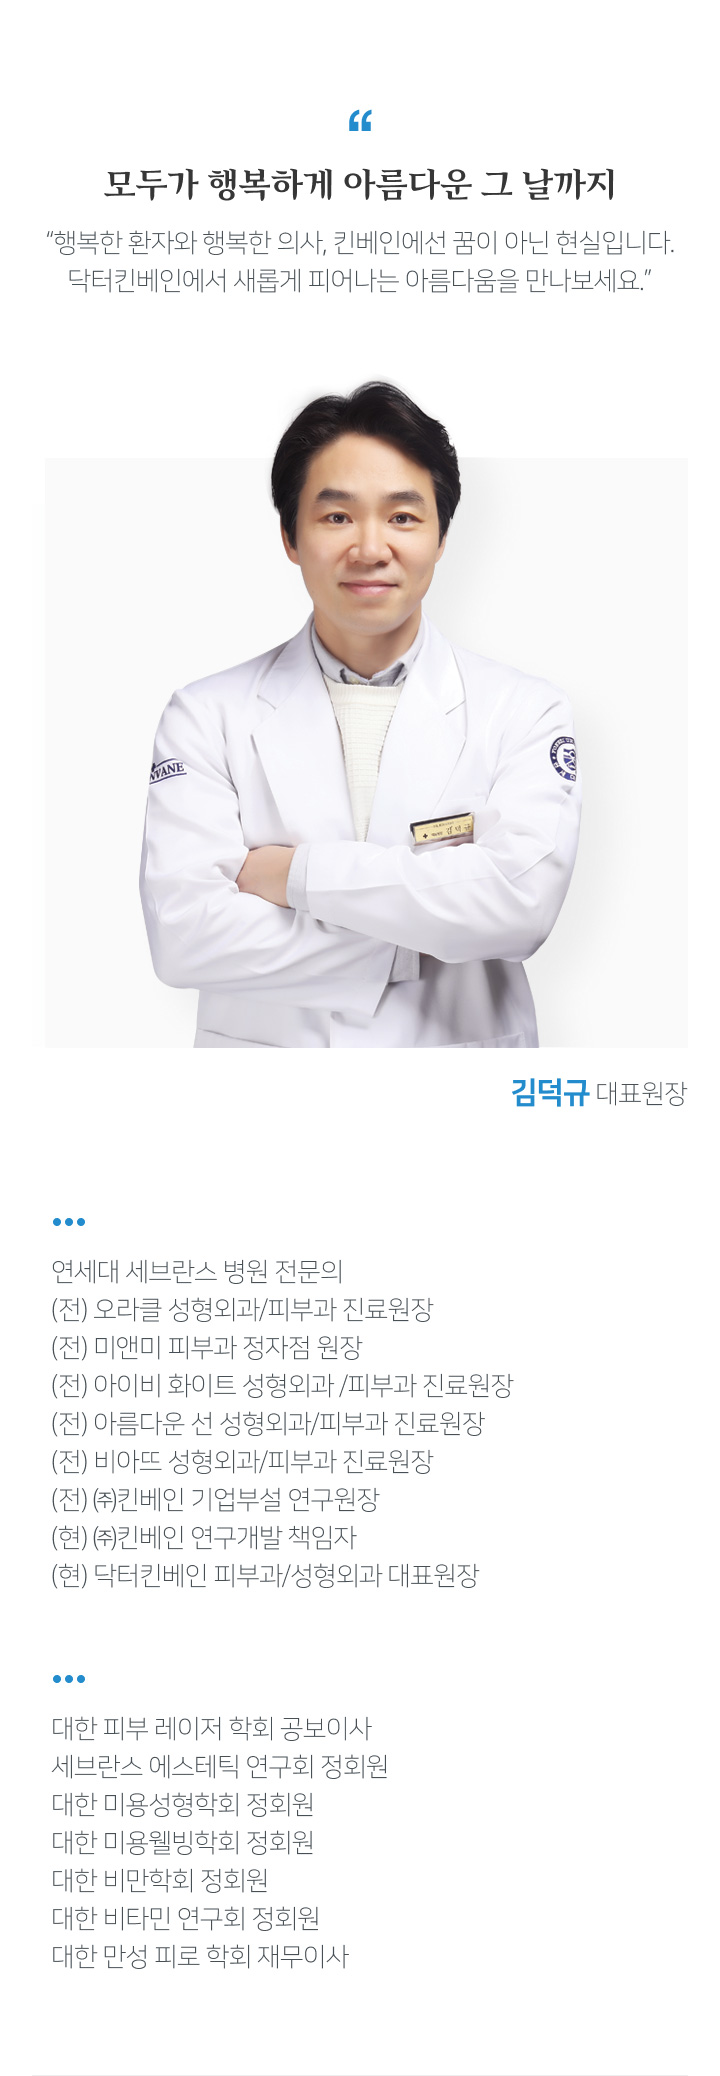 “
모두가 행복하게 아름다운 그 날까지
“행복한 환자와 행복한 의사, 킨베인에선 꿈이 아닌 현실입니다.
닥터킨베인에서 새롭게 피어나는 아름다움을 만나보세요.”
NVANE
김덕규
김덕규 대표원장
연세대 세브란스 병원 전문의
(전) 오라클 성형외과/피부과 진료원장
(전) 미앤미 피부과 정자점 원장
(전) 아이비 화이트 성형외과 /피부과 진료원장
(전) 아름다운 선 성형외과/피부과 진료원장
(전) 비아뜨 성형외과/피부과 진료원장
(전) ㈜킨베인 기업부설 연구원장
(현) ㈜킨베인 연구개발 책임자
(현) 닥터킨베인 피부과/성형외과 대표원장
대한 피부 레이저 학회 공보이사
세브란스 에스테틱 연구회 정회원
대한 미용성형학회 정회원
대한 미용웰빙학회 정회원
대한 비만학회 정회원
대한 비타민 연구회 정회원
대한 만성 피로 학회 재무이사